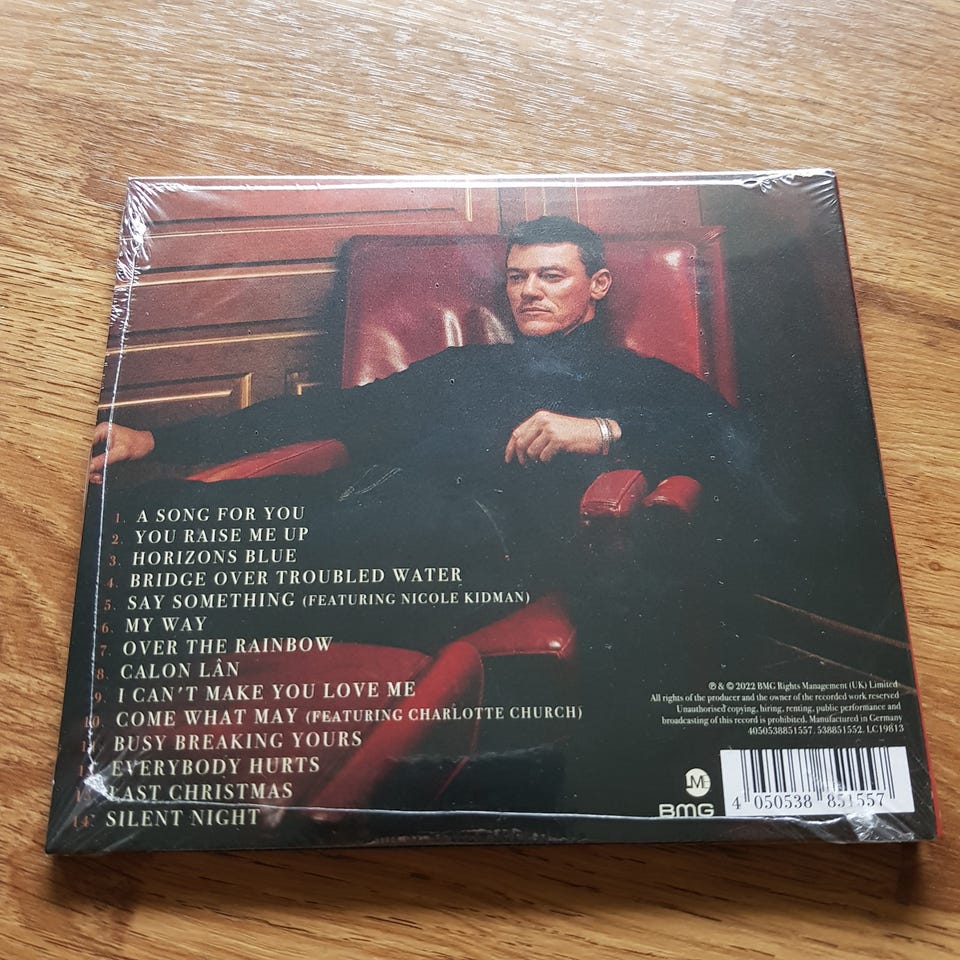 1. A SONG FOR YOU
2. YOU RAISE ME UP
3. HORIZONS BLUE
4. BRIDGE OVER TROUBLED WATER
5. SAY SOMETHING (FEATURING NICOLE KIDMAN)
6. MY WAY
7. OVER THE RAINBOW
8. CALON LÂN
9. I CAN'T MAKE YOU LOVE ME
10. COME WHAT MAY (FEATURING CHARLOTTE CHURCH)
11. BUSY BREAKING YOURS
12. EVERYBODY HURTS
13. LAST CHRISTMAS
14. SILENT NIGHT
℗ & © 2022 BMG Rights Management (UK) Limited
All rights of the producer and the owner of the recorded work reserved
Unauthorised copying, hiring, renting, public performance and
broadcasting of this record is prohibited. Manufactured in Germany
4050538851557. 538851552. LC19813
BMG
4 050538 851557